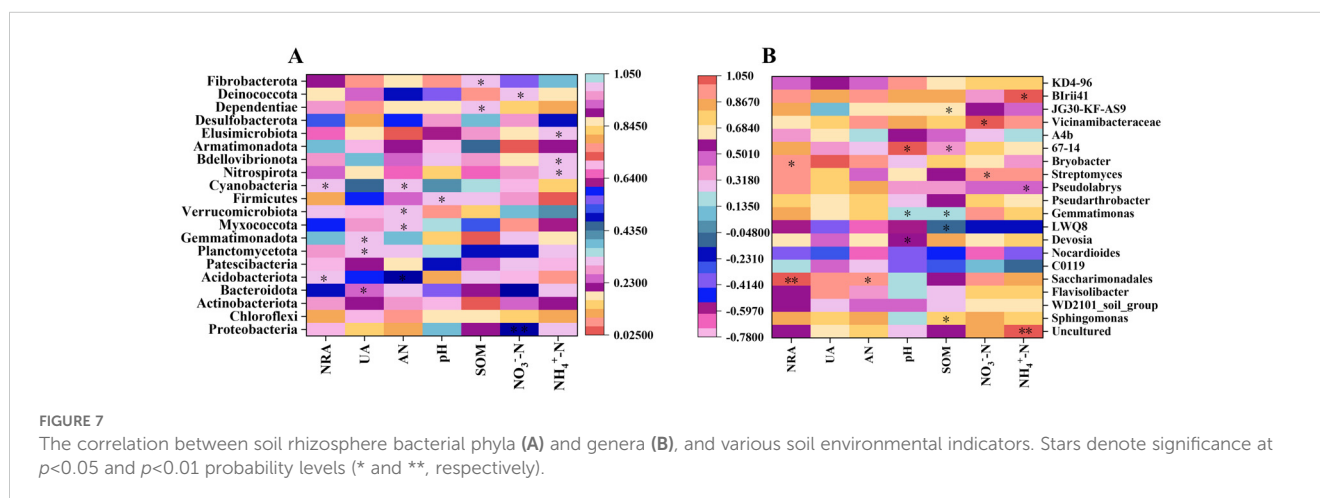 A
Fibrobacterota
Deinococcota
Dependentiae
Desulfobacterota
Elusimicrobiota
Armatimonadota
Bdellovibrionota
Nitrospirota
Cyanobacteria
Firmicutes
Verrucomicrobiota
Myxococcota
Gemmatimonadota
Planctomycetota
Patescibacteria
Acidobacteriota
Bacteroidota
Actinobacteriota
Chloroflexi
Proteobacteria
NRA
UA
AN
pH
SOM
NO₃⁻-N
NH₄⁺-N
1.050
0.8450
0.6400
0.4350
0.2300
0.02500
B
1.050
0.8670
0.6840
0.5010
0.3180
0.1350
-0.04800
-0.2310
-0.4140
-0.5970
-0.7800
KD4-96
BIrii41
JG30-KF-AS9
Vicinamibacteraceae
A4b
67-14
Bryobacter
Streptomyces
Pseudolabrys
Pseudarthrobacter
Gemmatimonas
LWQ8
Devosia
Nocardioides
C0119
Saccharimonadales
Flavisolibacter
WD2101_soil_group
Sphingomonas
Uncultured
NRA
UA
AN
pH
SOM
NO₃⁻-N
NH₄⁺-N
FIGURE 7
The correlation between soil rhizosphere bacterial phyla (A) and genera (B), and various soil environmental indicators. Stars denote significance at
p<0.05 and p<0.01 probability levels (* and **, respectively).